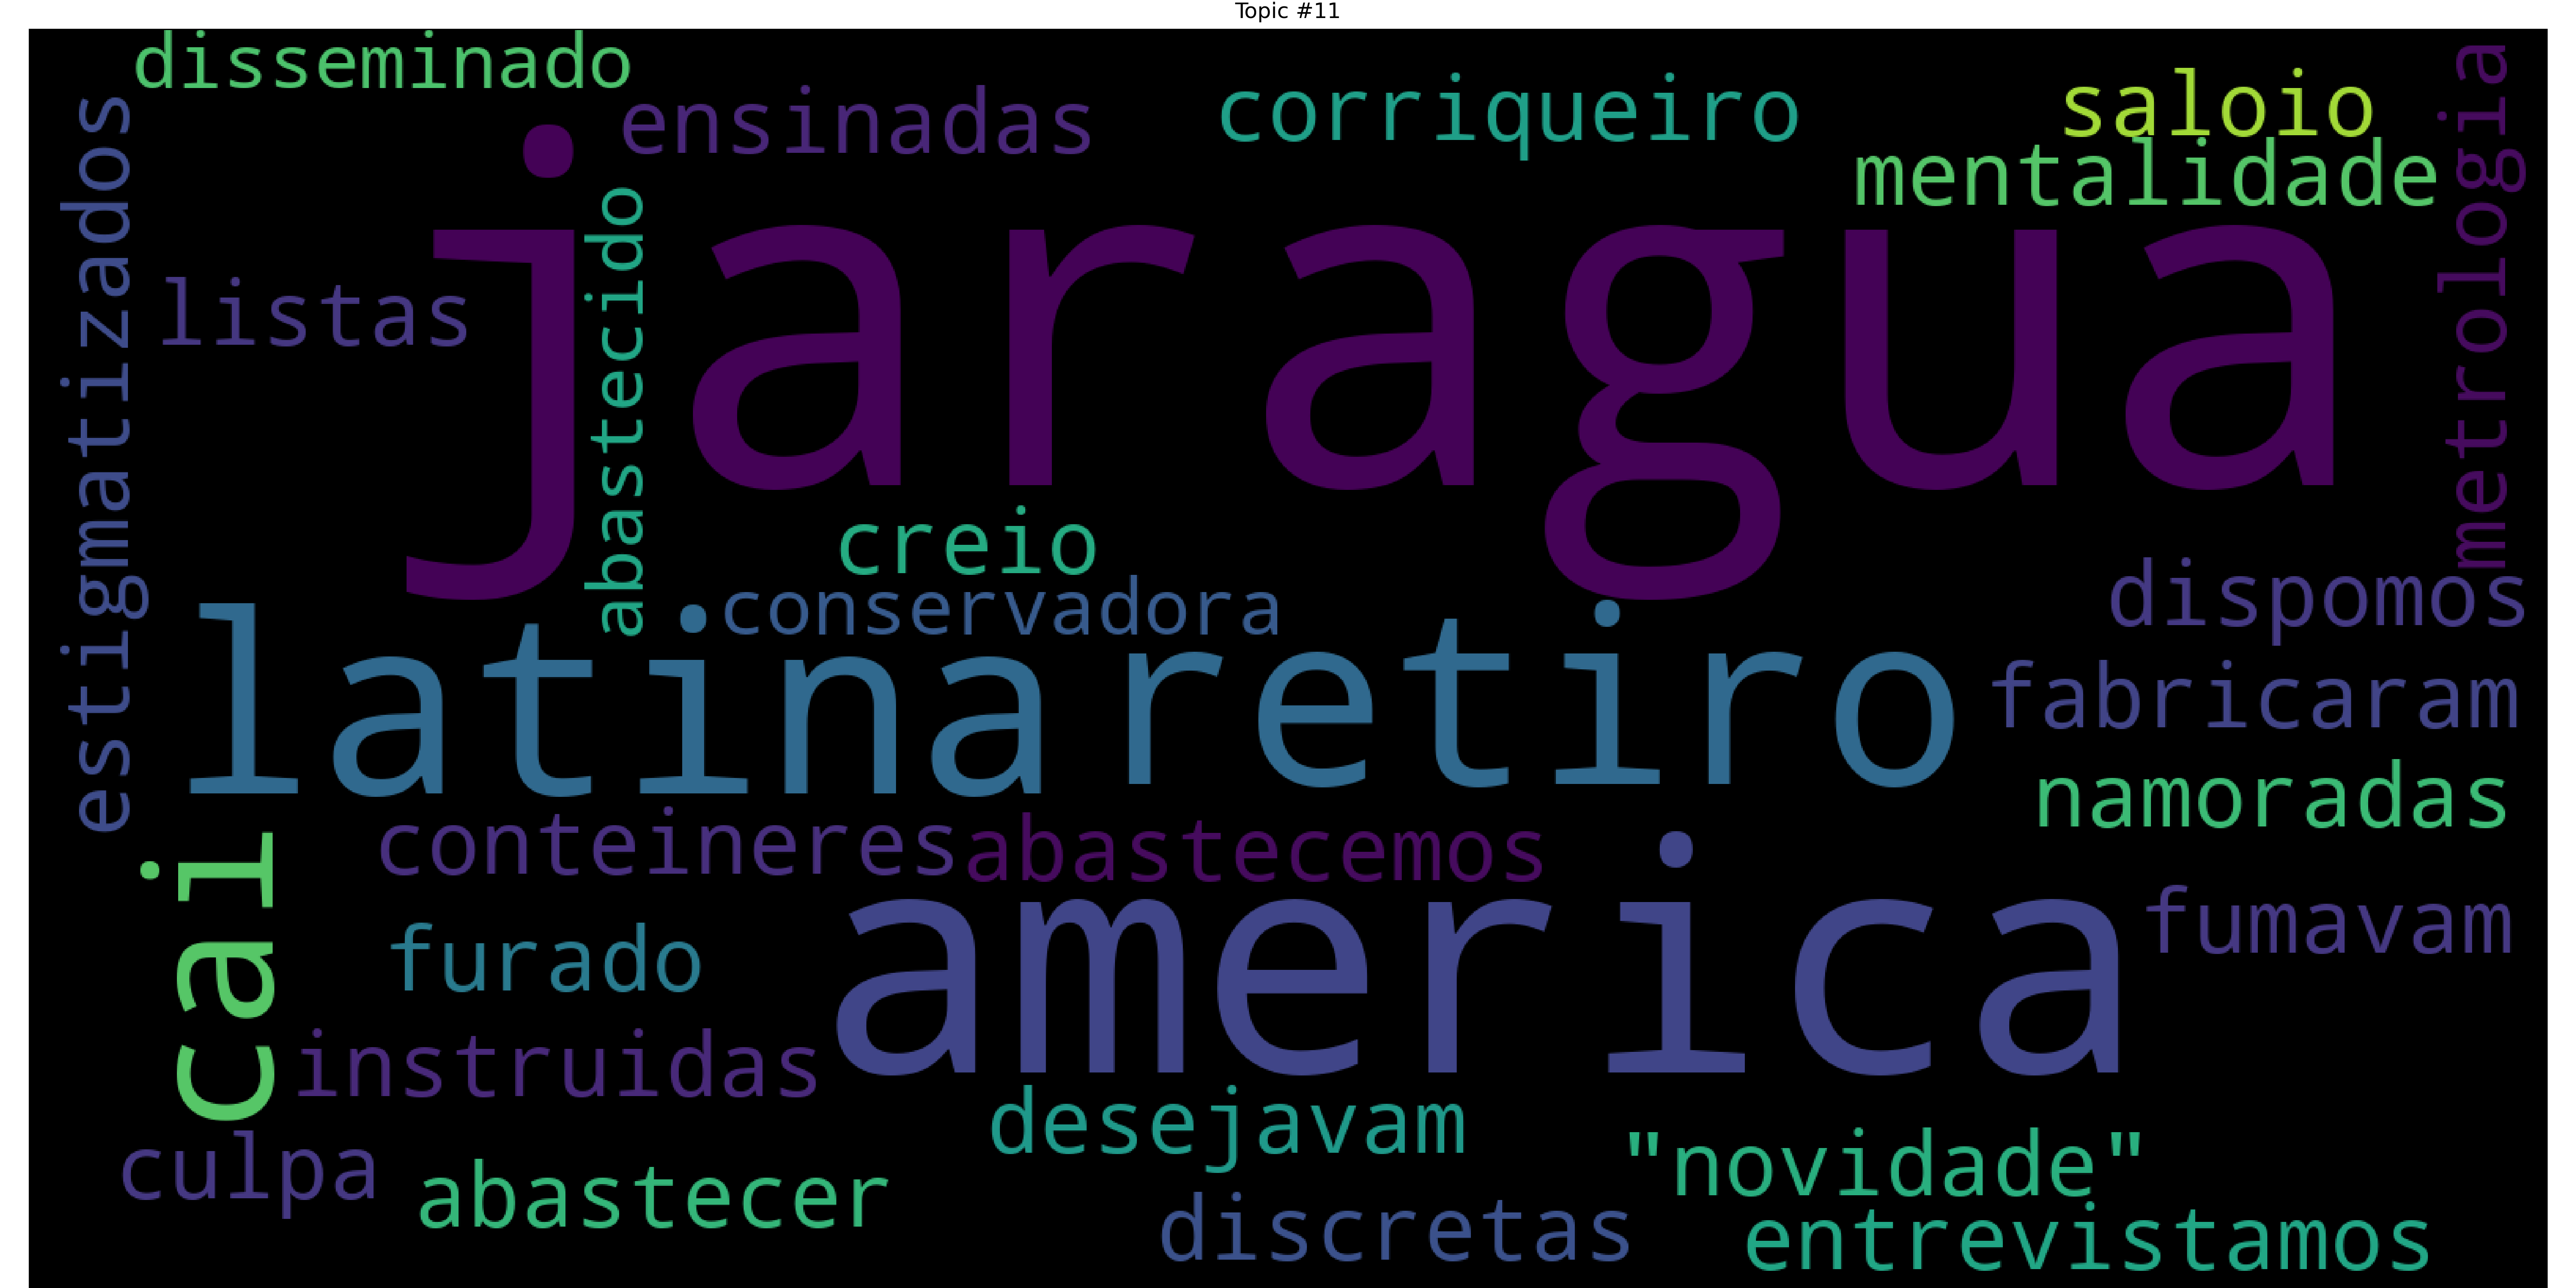 Topic #11
disseminado
ensinadas
corriqueiro
saloio
mentalidade
metrologia
estigmatizados
listas
abastecido
jaragua
creio
conservadora
dispomos
latina
retiro
fabricaram
namoradas
cai
conteineres
abastecemos
furado
america
fumavam
instruidas
desejavam
culpa
abastecer
"novidade"
discretas
entrevistamos